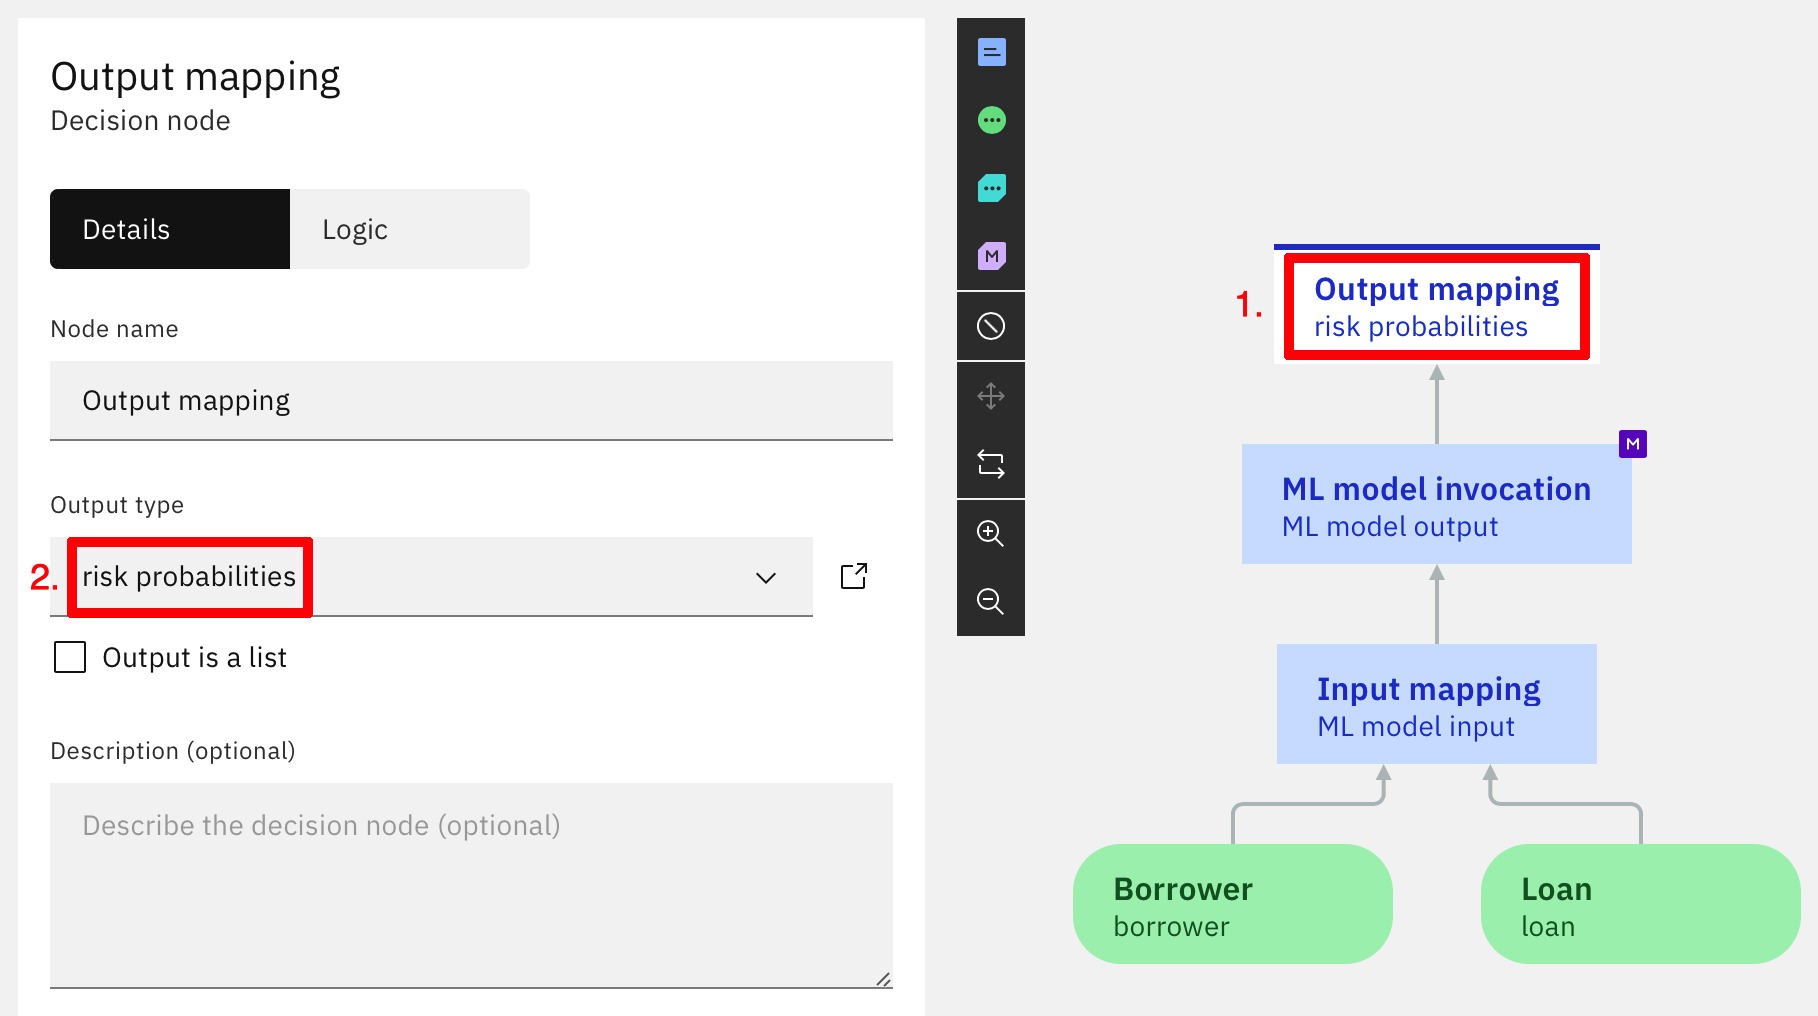 Output mapping
Decision node
Details
Logic
Node name
Output mapping
Output type
2.
risk probabilities
Output is a list
Description (optional)
Describe the decision node (optional)
M
1.
Output mapping
risk probabilities
M
ML model invocation
ML model output
Input mapping
ML model input
Borrower
borrower
Loan
loan